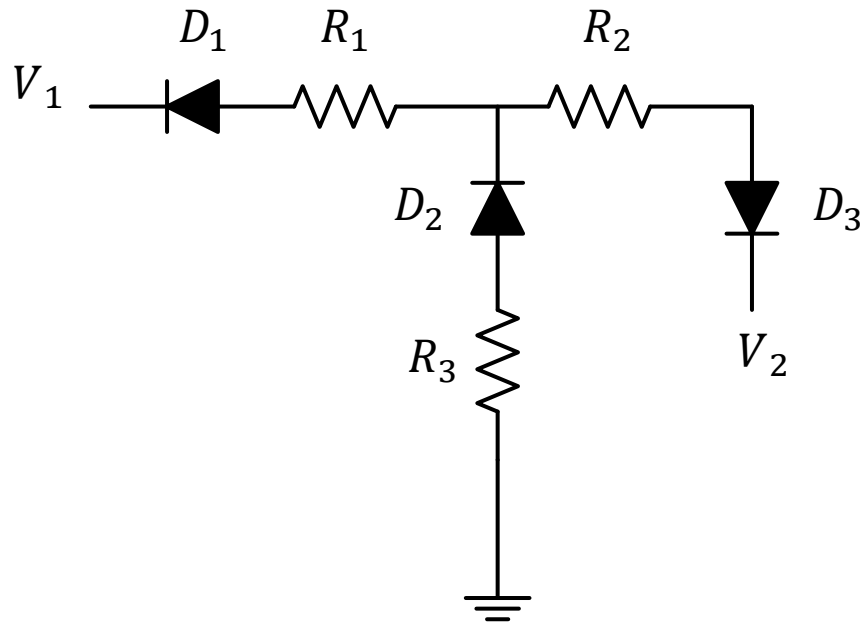 D₁ R₁ R₂
V₁
D₂ D₃
R₃ V₂